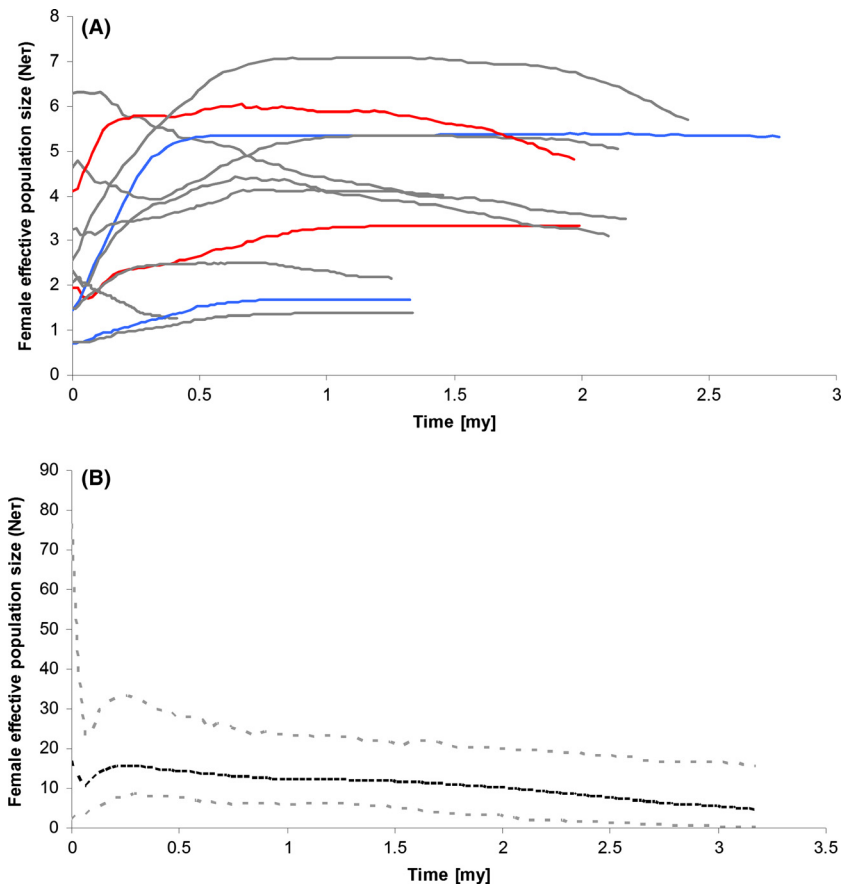 (A)
Female effective population size (Neτ)
8
7
6
5
4
3
2
1
0
0 0.5 1 1.5 2 2.5 3
Time [my]
(B)
Female effective population size (Neτ)
90
80
70
60
50
40
30
20
10
0
0 0.5 1 1.5 2 2.5 3 3.5
Time [my]